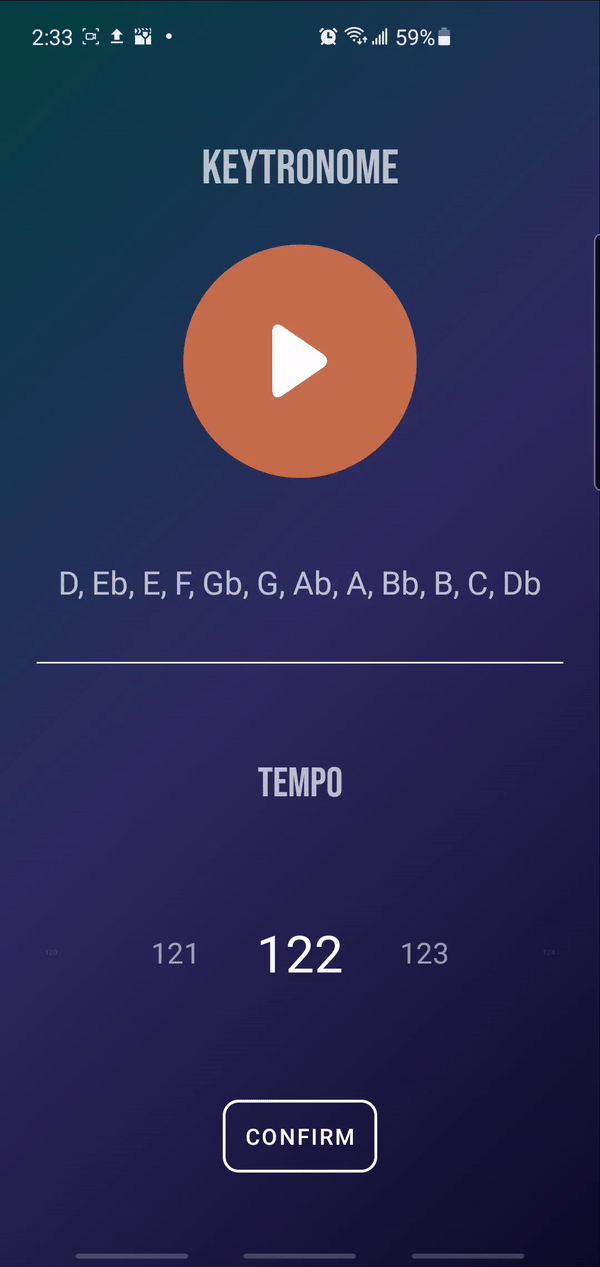 2:33 59%
KEYTRONOME
D, Eb, E, F, Gb, G, Ab, A, Bb, B, C, Db
TEMPO
120 121 122 123 124
CONFIRM